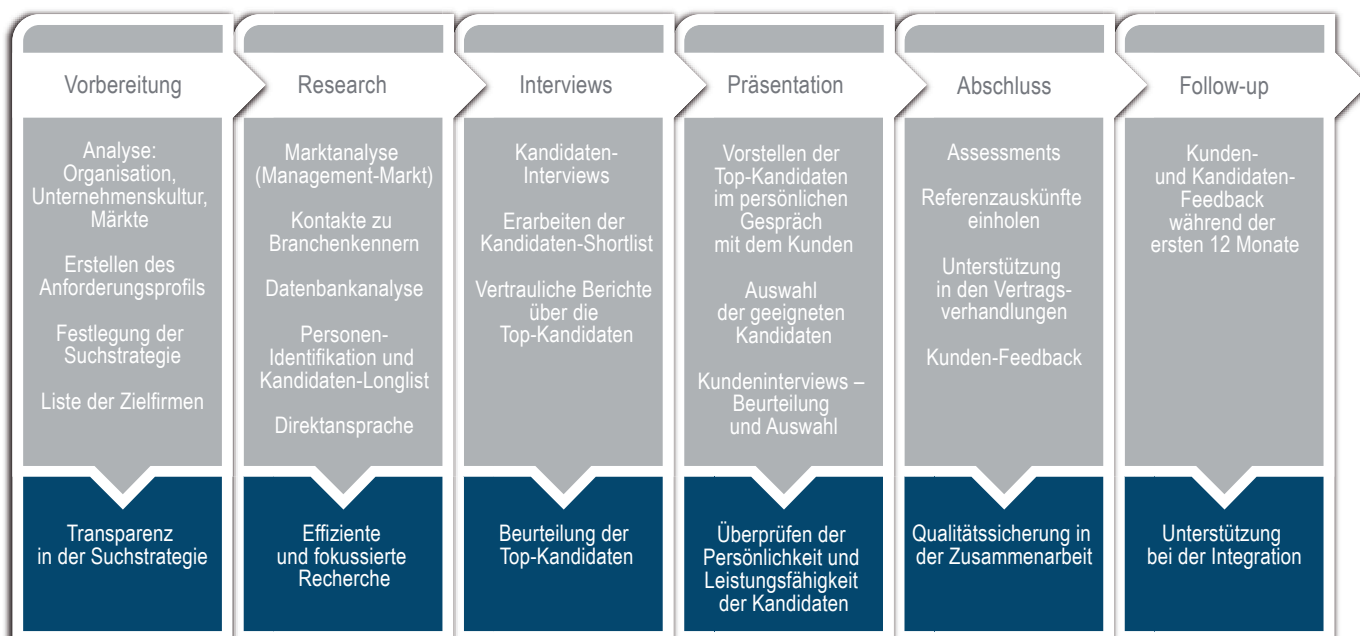 Vorbereitung
Analyse:
Organisation,
Unternehmenskultur,
Märkte
Erstellen des
Anforderungsprofils
Festlegung der
Suchstrategie
Liste der Zielfirmen
Transparenz
in der Suchstrategie
Research
Marktanalyse
(Management-Markt)
Kontakte zu
Branchenkennern
Datenbankanalyse
Personen-
Identifikation und
Kandidaten-Longlist
Direktansprache
Effiziente
und fokussierte
Recherche
Interviews
Kandidaten-
Interviews
Erarbeiten der
Kandidaten-Shortlist
Vertrauliche Berichte
über die
Top-Kandidaten
Beurteilung der
Top-Kandidaten
Präsentation
Vorstellen der
Top-Kandidaten
im persönlichen
Gespräch
mit dem Kunden
Auswahl
der geeigneten
Kandidaten
Kundeninterviews –
Beurteilung
und Auswahl
Überprüfen der
Persönlichkeit und
Leistungsfähigkeit
der Kandidaten
Abschluss
Assessments
Referenzauskünfte
einholen
Unterstützung
in den Vertrags-
verhandlungen
Kunden-Feedback
Qualitätssicherung in
der Zusammenarbeit
Follow-up
Kunden-
und Kandidaten-
Feedback
während der
ersten 12 Monate
Unterstützung
bei der Integration